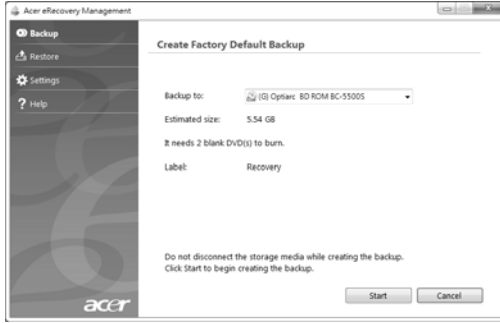 Acer eRecovery Management
Backup
Restore
Settings
? Help
Create Factory Default Backup
Backup to: (G) Optiarc BD ROM BC-5500S
Estimated size: 5.54 GB
It needs 2 blank DVD(s) to burn.
Label: Recovery
Do not disconnect the storage media while creating the backup.
Click Start to begin creating the backup.
Start Cancel
acer